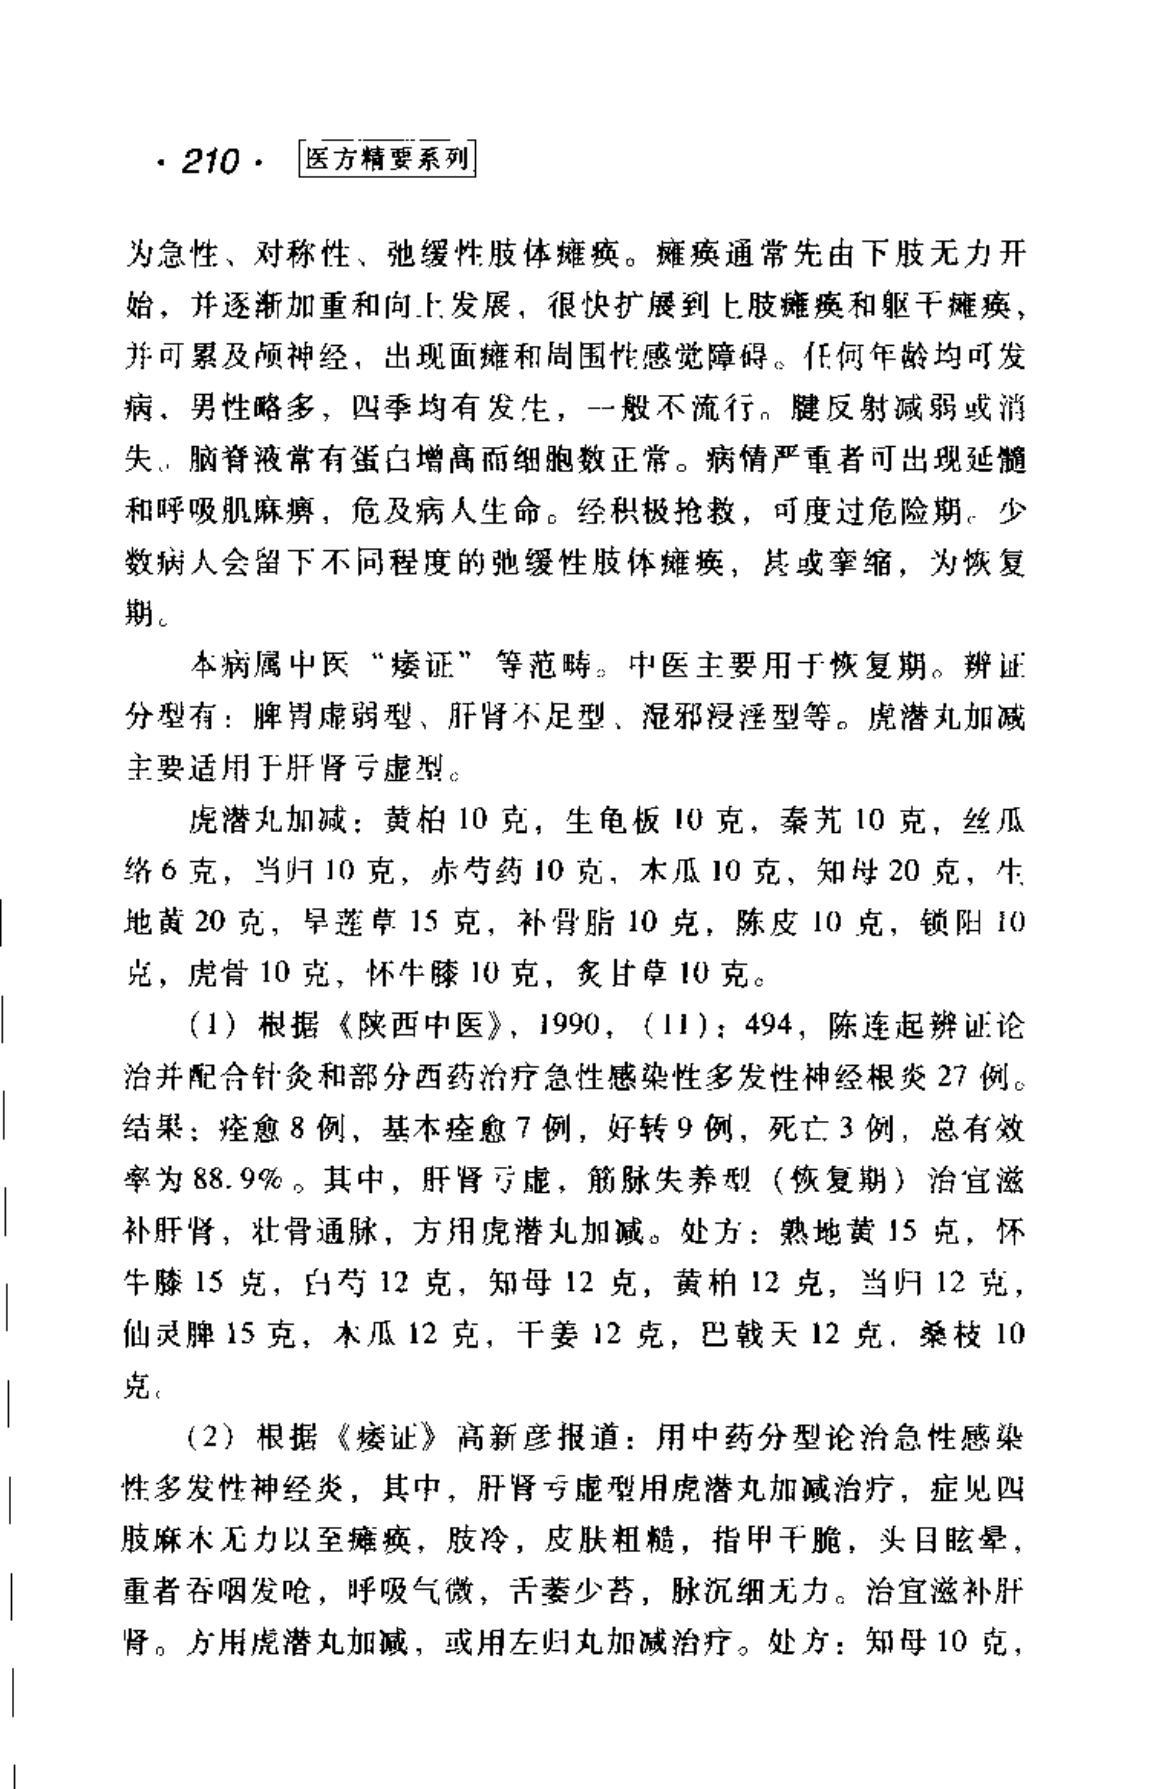 · 210 · 医方精要系列
为急性、对称性、弛缓性肢体瘫痪。瘫痪通常先由下肢无力开
始，并逐渐加重和向上发展，很快扩展到上肢瘫痪和躯干瘫痪，
并可累及颅神经，出现面瘫和周围性感觉障碍。任何年龄均可发
病，男性略多，四季均有发生，一般不流行。腱反射减弱或消
失。脑脊液常有蛋白增高而细胞数正常。病情严重者可出现延髓
和呼吸肌麻痹，危及病人生命。经积极抢救，可度过危险期。少
数病人会留下不同程度的弛缓性肢体瘫痪，甚或挛缩，为恢复
期。
本病属中医“痿证”等范畴。中医主要用于恢复期。辨证
分型有：脾胃虚弱型、肝肾不足型、湿邪浸淫型等。虎潜丸加减
主要适用于肝肾亏虚型。
虎潜丸加减：黄柏 10 克，生龟板 10 克，秦艽 10 克，丝瓜
络 6 克，当归 10 克，赤芍药 10 克，木瓜 10 克，知母 20 克，生
地黄 20 克，旱莲草 15 克，补骨脂 10 克，陈皮 10 克，锁阳 10
克，虎骨 10 克，怀牛膝 10 克，炙甘草 10 克。
（1）根据《陕西中医》，1990，（11）：494，陈连起辨证论
治并配合针灸和部分西药治疗急性感染性多发性神经根炎 27 例。
结果：痊愈 8 例，基本痊愈 7 例，好转 9 例，死亡 3 例，总有效
率为 88.9%。其中，肝肾亏虚，筋脉失养型（恢复期）治宜滋
补肝肾，壮骨通脉，方用虎潜丸加减。处方：熟地黄 15 克，怀
牛膝 15 克，白芍 12 克，知母 12 克，黄柏 12 克，当归 12 克，
仙灵脾 15 克，木瓜 12 克，干姜 12 克，巴戟天 12 克，桑枝 10
克。
（2）根据《痿证》高新彦报道：用中药分型论治急性感染
性多发性神经炎，其中，肝肾亏虚型用虎潜丸加减治疗，症见四
肢麻木无力以至瘫痪，肢冷，皮肤粗糙，指甲干脆，头目眩晕，
重者吞咽发呛，呼吸气微，舌萎少苔，脉沉细无力。治宜滋补肝
肾。方用虎潜丸加减，或用左归丸加减治疗。处方：知母 10 克，